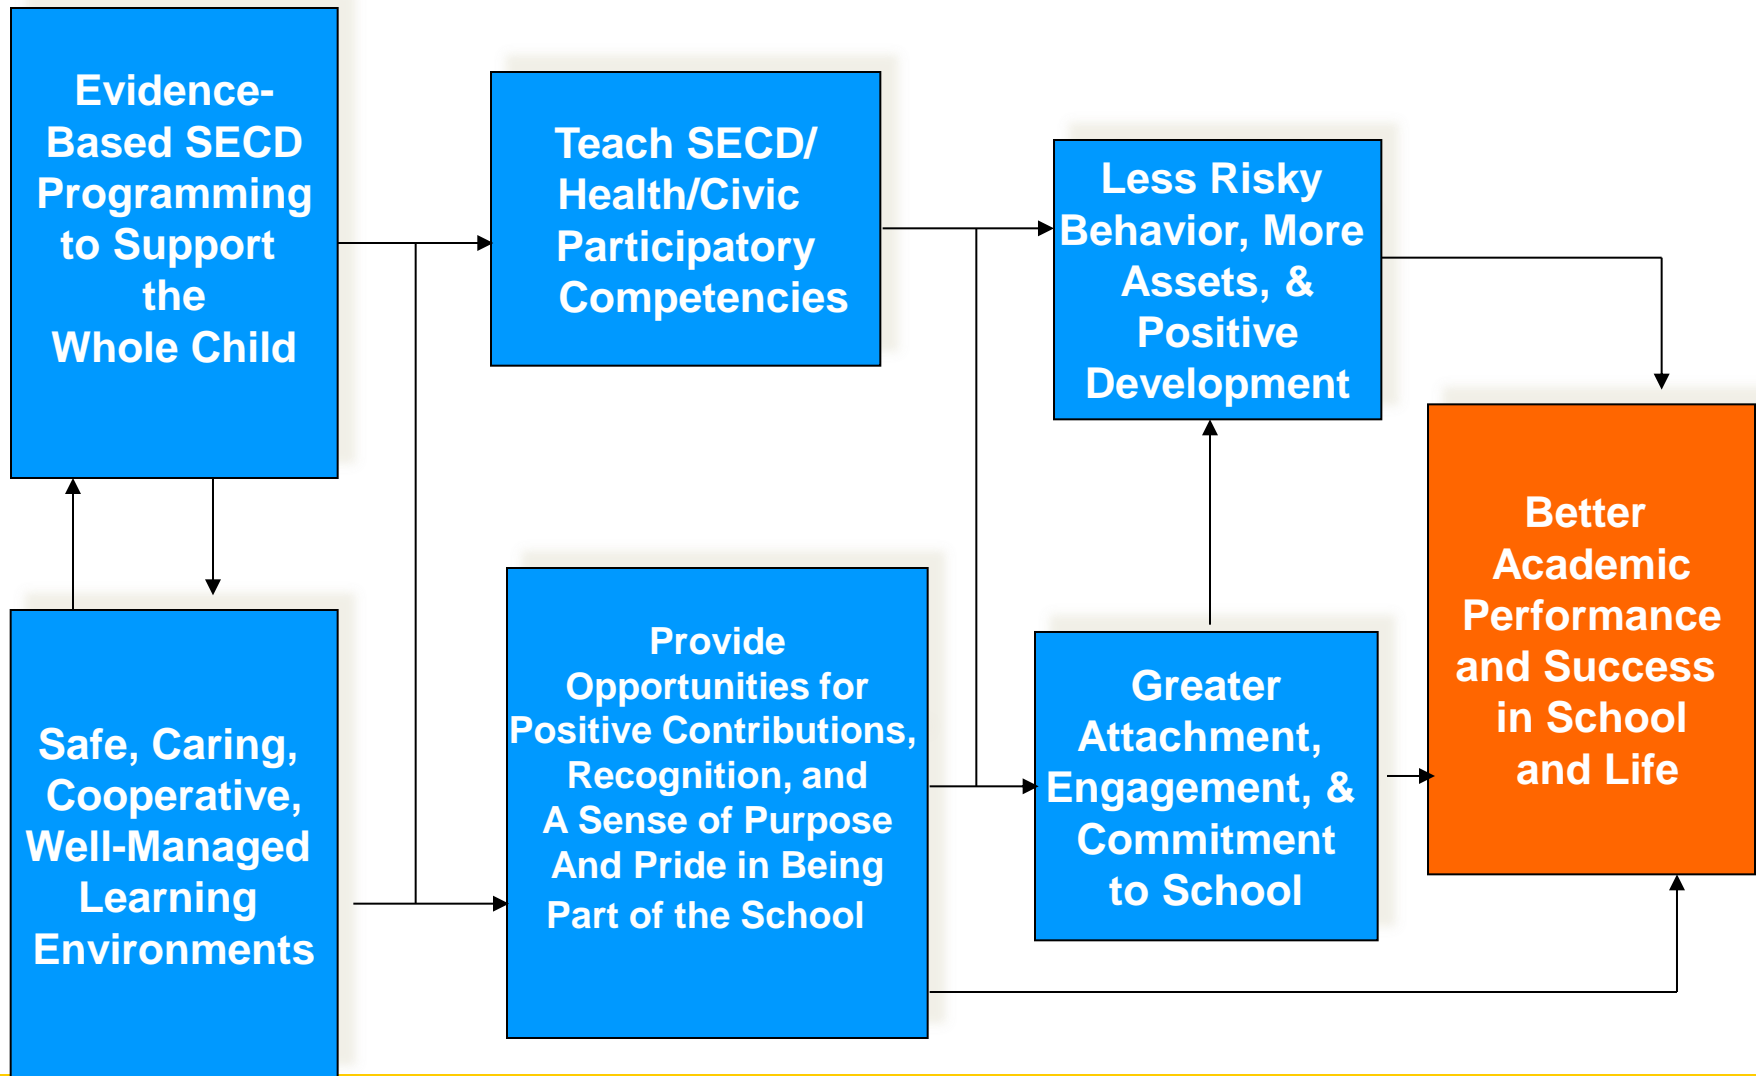 Evidence-
Based SECD
Programming
to Support
the
Whole Child
Teach SECD/
Health/Civic
Participatory
Competencies
Less Risky
Behavior, More
Assets, &
Positive
Development
Safe, Caring,
Cooperative,
Well-Managed
Learning
Environments
Provide
Opportunities for
Positive Contributions,
Recognition, and
A Sense of Purpose
And Pride in Being
Part of the School
Greater
Attachment,
Engagement, &
Commitment
to School
Better
Academic
Performance
and Success
in School
and Life